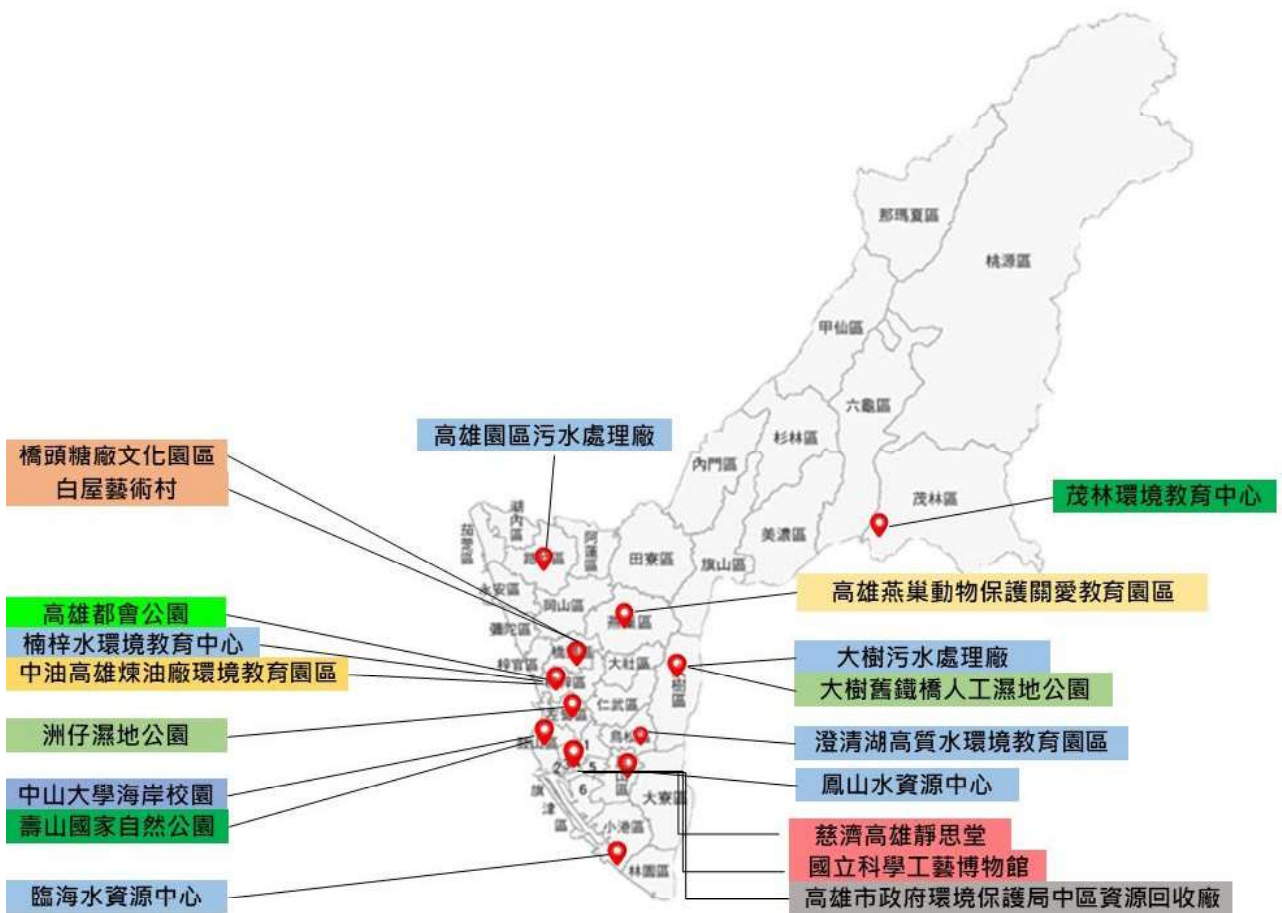 那瑪夏區
桃源區
甲仙區
六龜區
杉林區
內門區
茂林區
美濃區
旗山區
田寮區
阿蓮區
湖內區
茄萣區
永安區
岡山區
彌陀區
梓官區
大社區
仁武區
大寮區
小港區
林園區
旗津區
1
2
5
6
高雄園區污水處理廠
橋頭糖廠文化園區
白屋藝術村
茂林環境教育中心
高雄燕巢動物保護關愛教育園區
高雄都會公園
楠梓水環境教育中心
中油高雄煉油廠環境教育園區
大樹污水處理廠
大樹舊鐵橋人工濕地公園
洲仔濕地公園
澄清湖高質水環境教育園區
鳳山水資源中心
中山大學海岸校園
壽山國家自然公園
慈濟高雄靜思堂
國立科學工藝博物館
高雄市政府環境保護局中區資源回收廠
臨海水資源中心